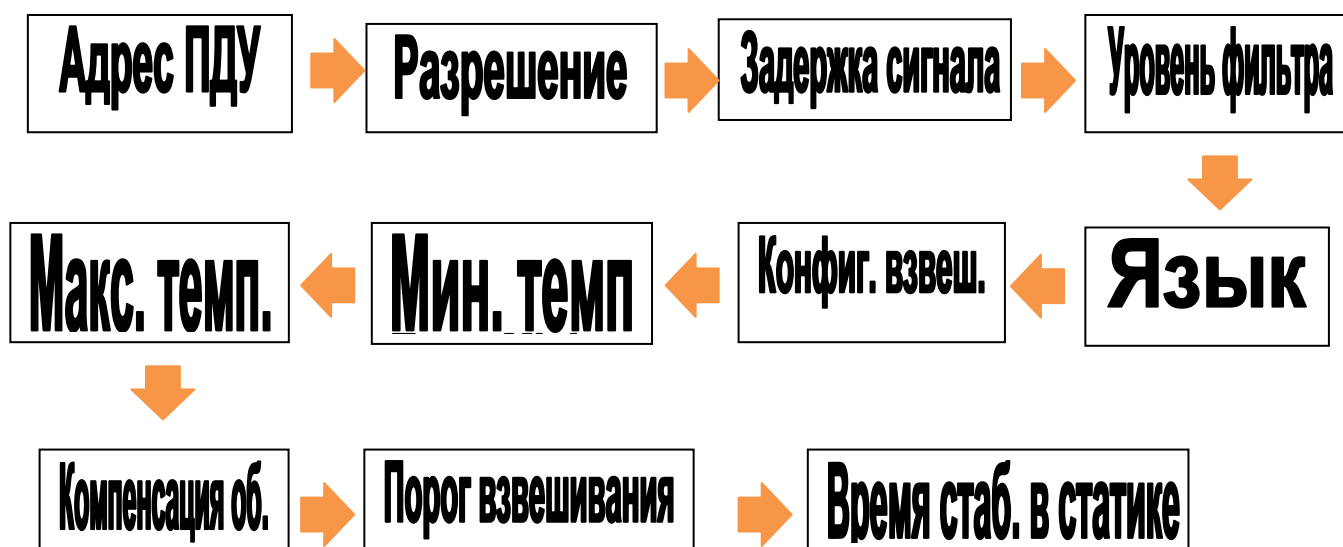 Адрес ПДУ
Разрешение
Задержка сигнала
Уровень фильтра
Язык
Конфиг. взвеш.
Мин. темп
Макс. темп.
Компенсация об.
Порог взвешивания
Время стаб. в статике